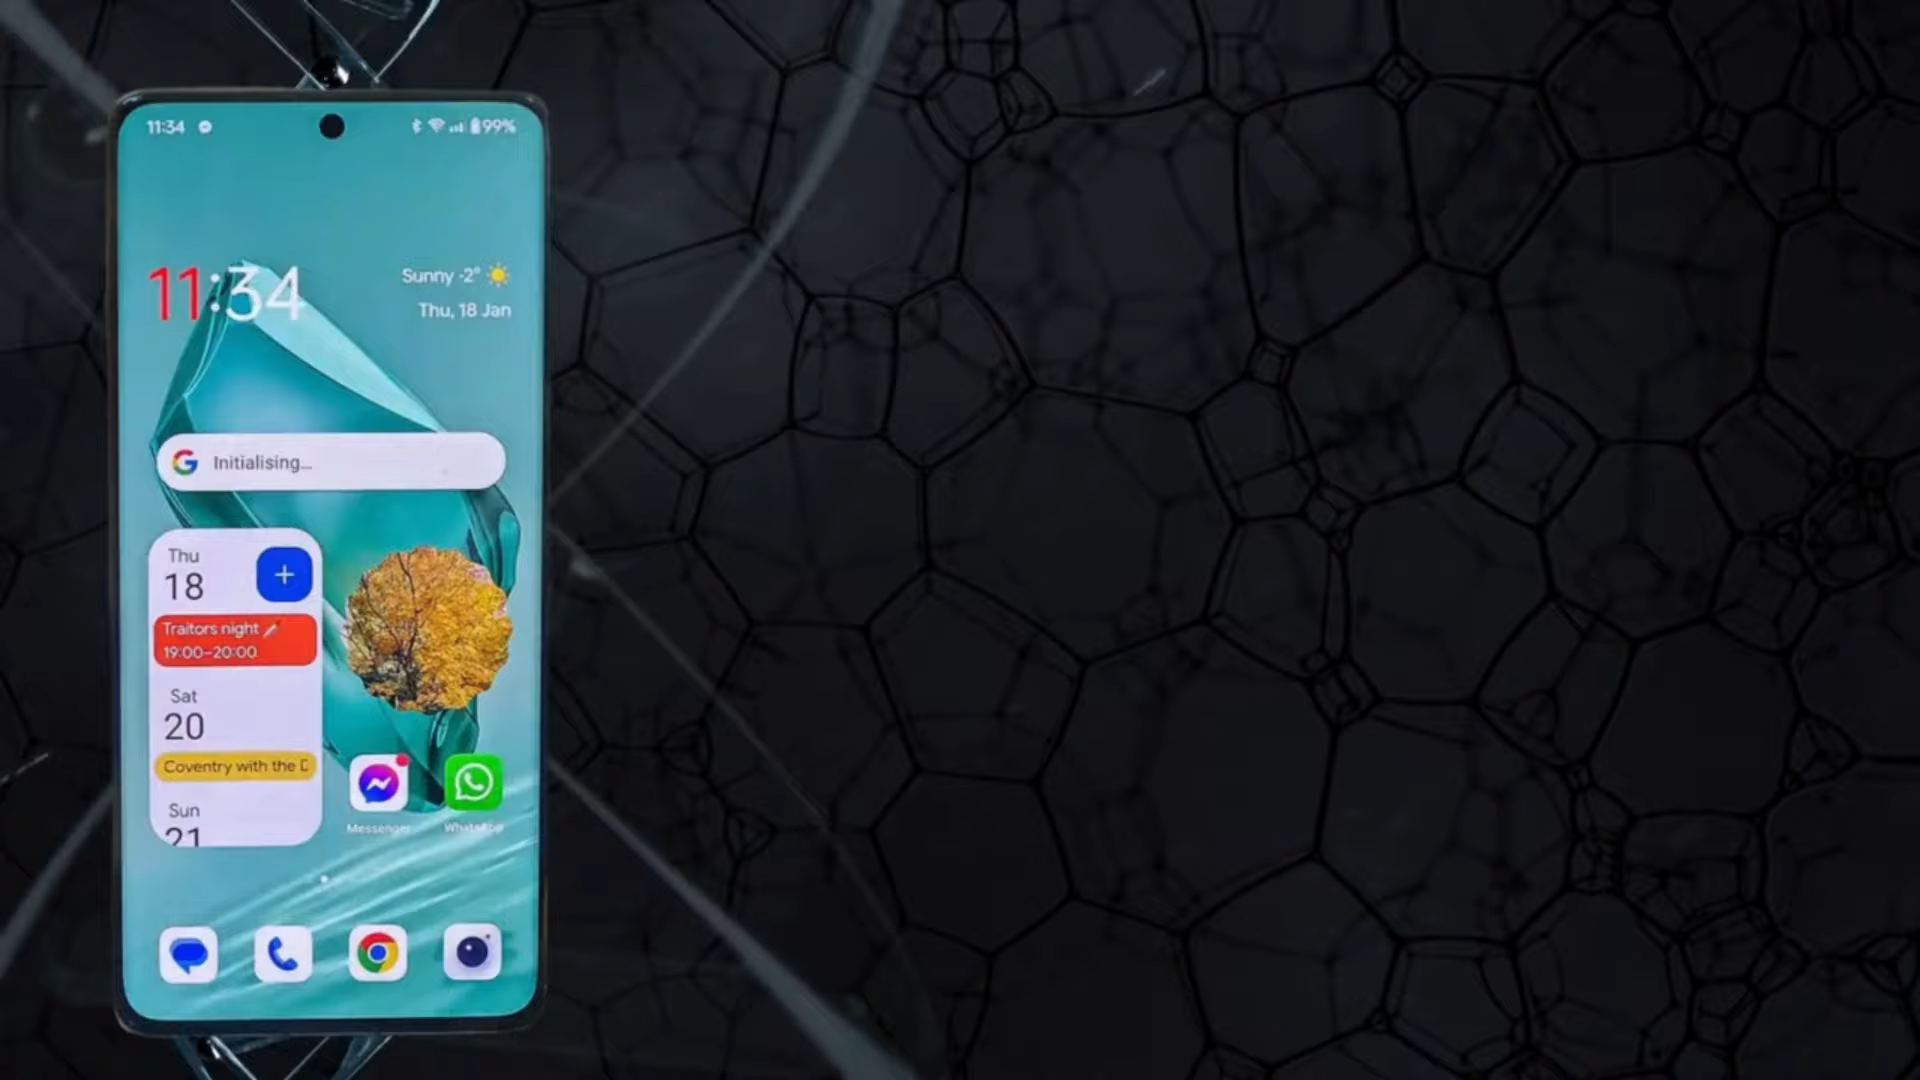 11:34
99%
11:34
Sunny -2°
Thu, 18 Jan
Initialising...
Thu
18
Traitors night
19:00–20:00
Sat
20
Coventry with the
Sun
21
Messenger
WhatsApp